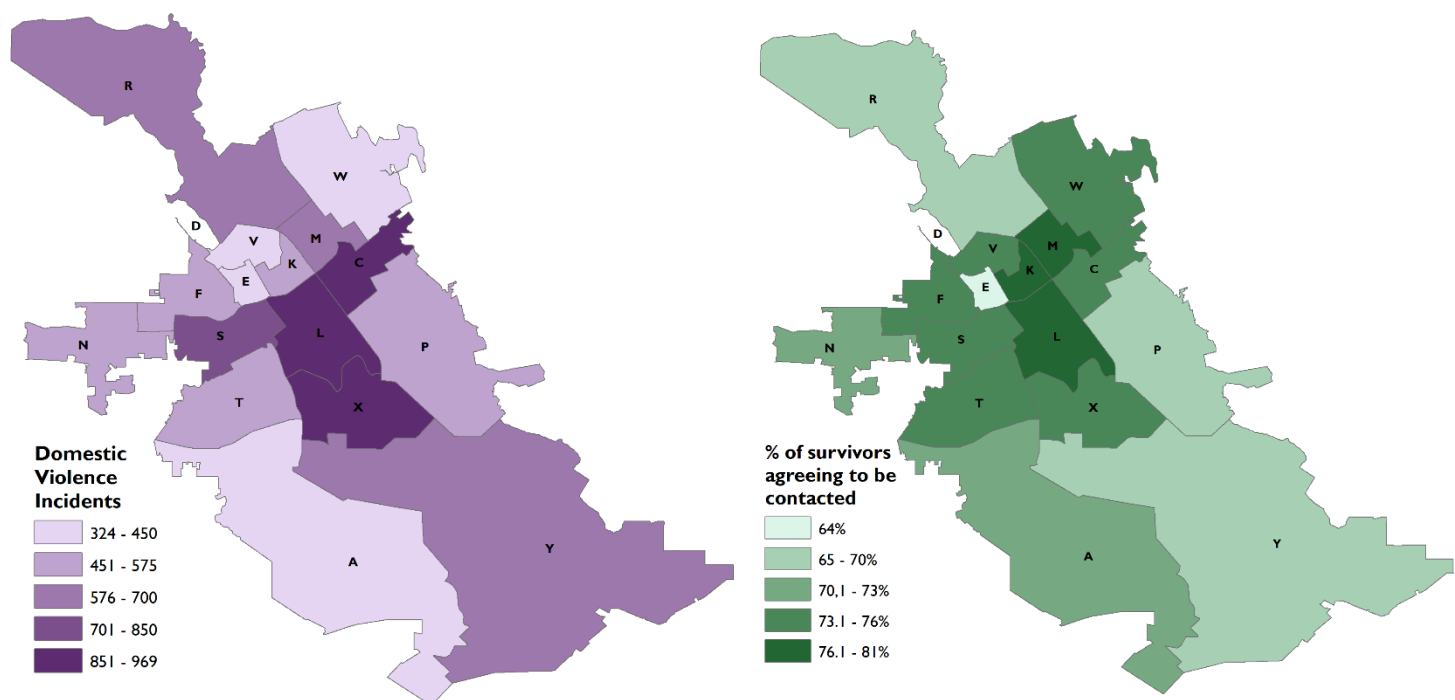 R
W
D
V
M
K
C
E
F
N
S
L
P
T
X
A
Y
Domestic
Violence
Incidents
324 - 450
451 - 575
576 - 700
701 - 850
851 - 969
R
W
D
V
M
K
C
E
F
N
S
L
P
T
X
A
Y
% of survivors
agreeing to be
contacted
64%
65 - 70%
70,1 - 73%
73.1 - 76%
76.1 - 81%